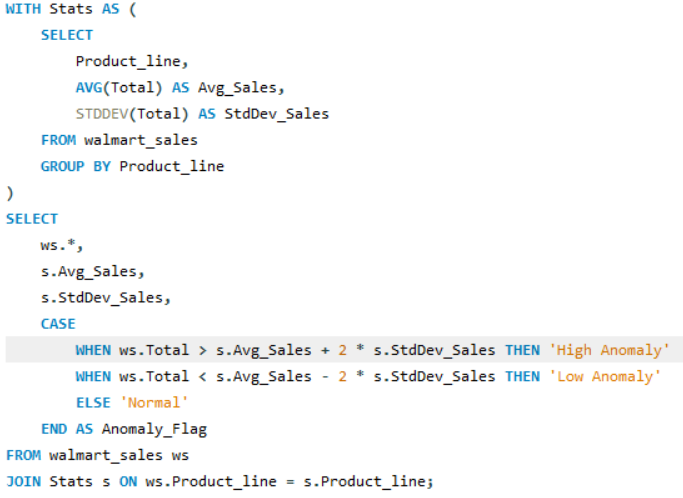 WITH Stats AS (
    SELECT
        Product_line,
        AVG(Total) AS Avg_Sales,
        STDDEV(Total) AS StdDev_Sales
    FROM walmart_sales
    GROUP BY Product_line
)
SELECT
    ws.*,
    s.Avg_Sales,
    s.StdDev_Sales,
    CASE
        WHEN ws.Total > s.Avg_Sales + 2 * s.StdDev_Sales THEN 'High Anomaly'
        WHEN ws.Total < s.Avg_Sales - 2 * s.StdDev_Sales THEN 'Low Anomaly'
        ELSE 'Normal'
    END AS Anomaly_Flag
FROM walmart_sales ws
JOIN Stats s ON ws.Product_line = s.Product_line;